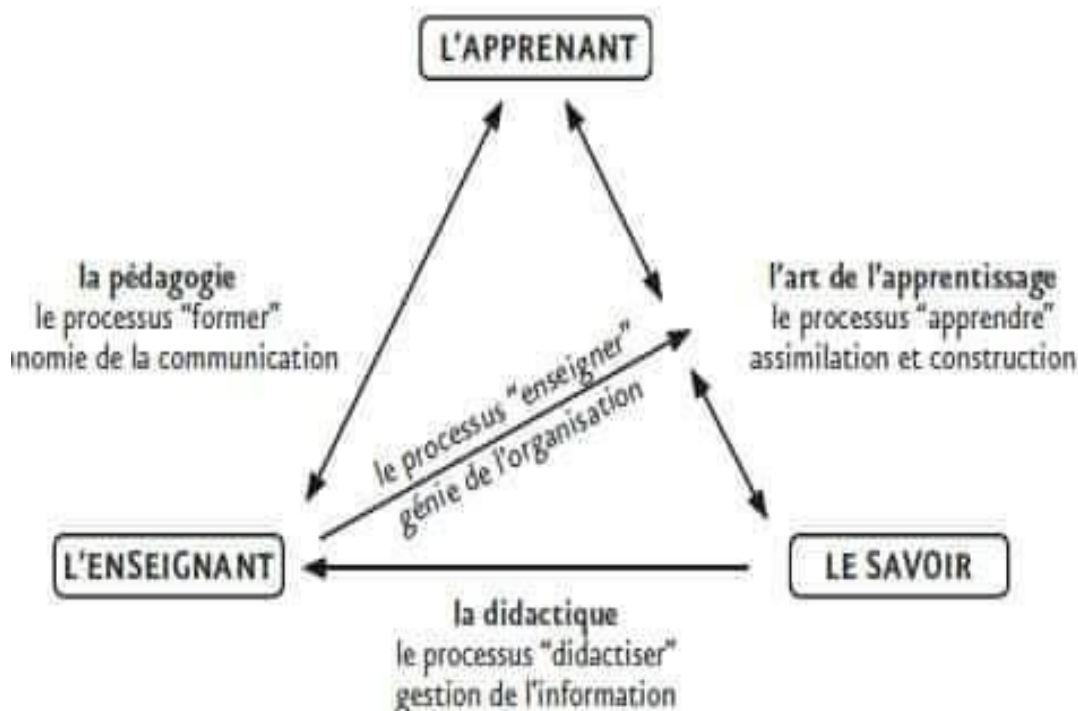 L'APPRENANT
la pédagogie
le processus "former"
nomie de la communication
l'art de l'apprentissage
le processus "apprendre"
assimilation et construction
le processus "enseigner"
génie de l'organisation
L'ENSEIGNANT
LE SAVOIR
la didactique
le processus "didactiser"
gestion de l'information